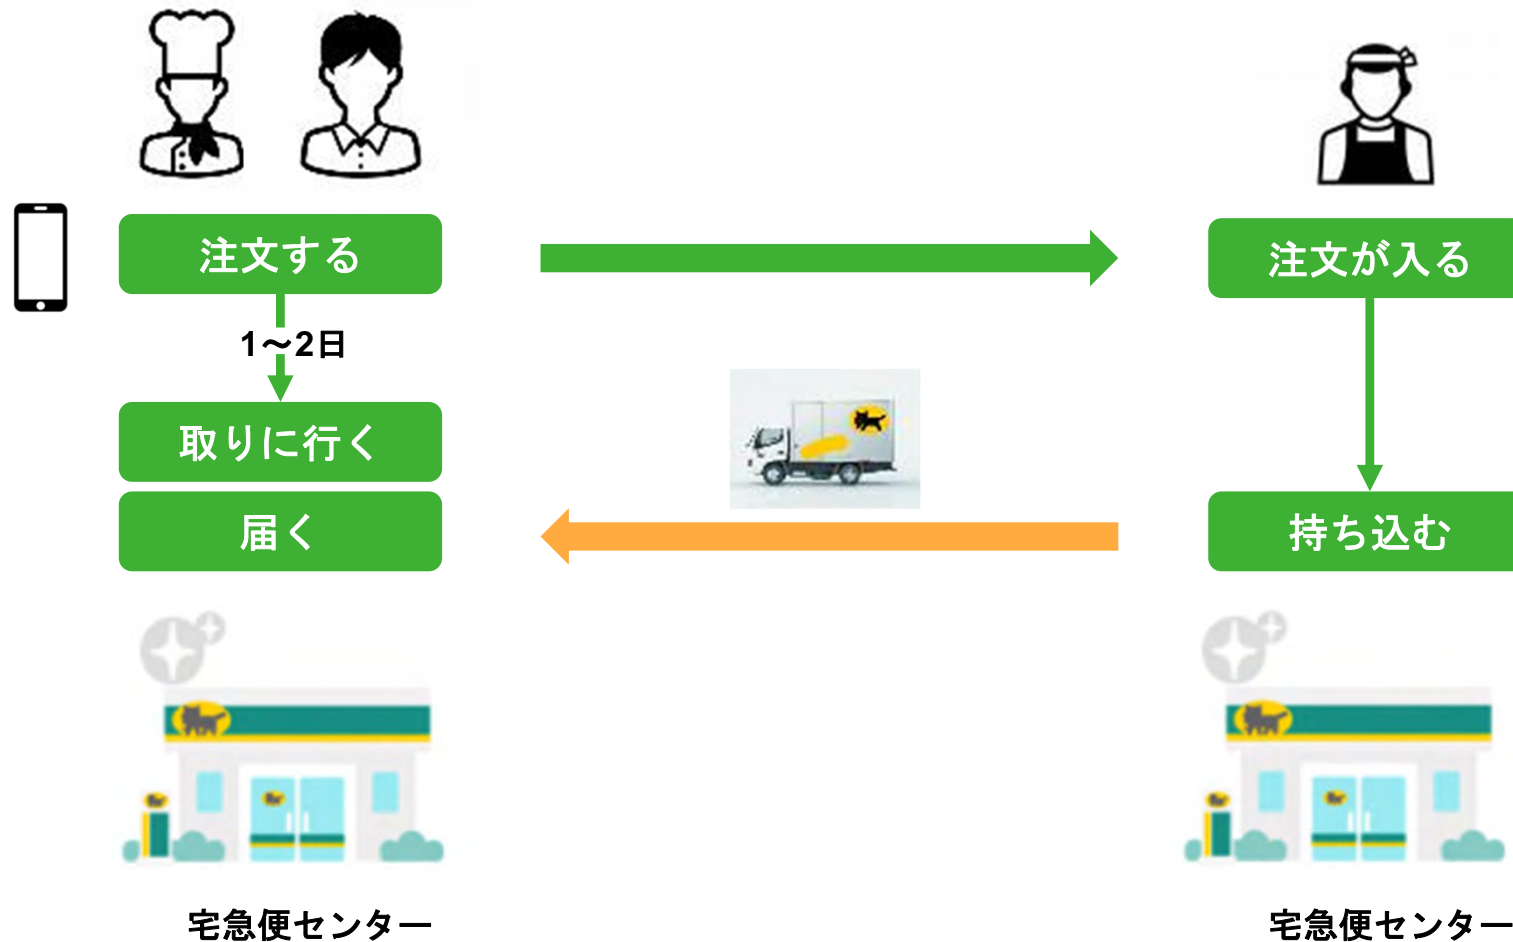 注文する
注文が入る
1～2日
取りに行く
届く
持ち込む
宅急便センター
宅急便センター